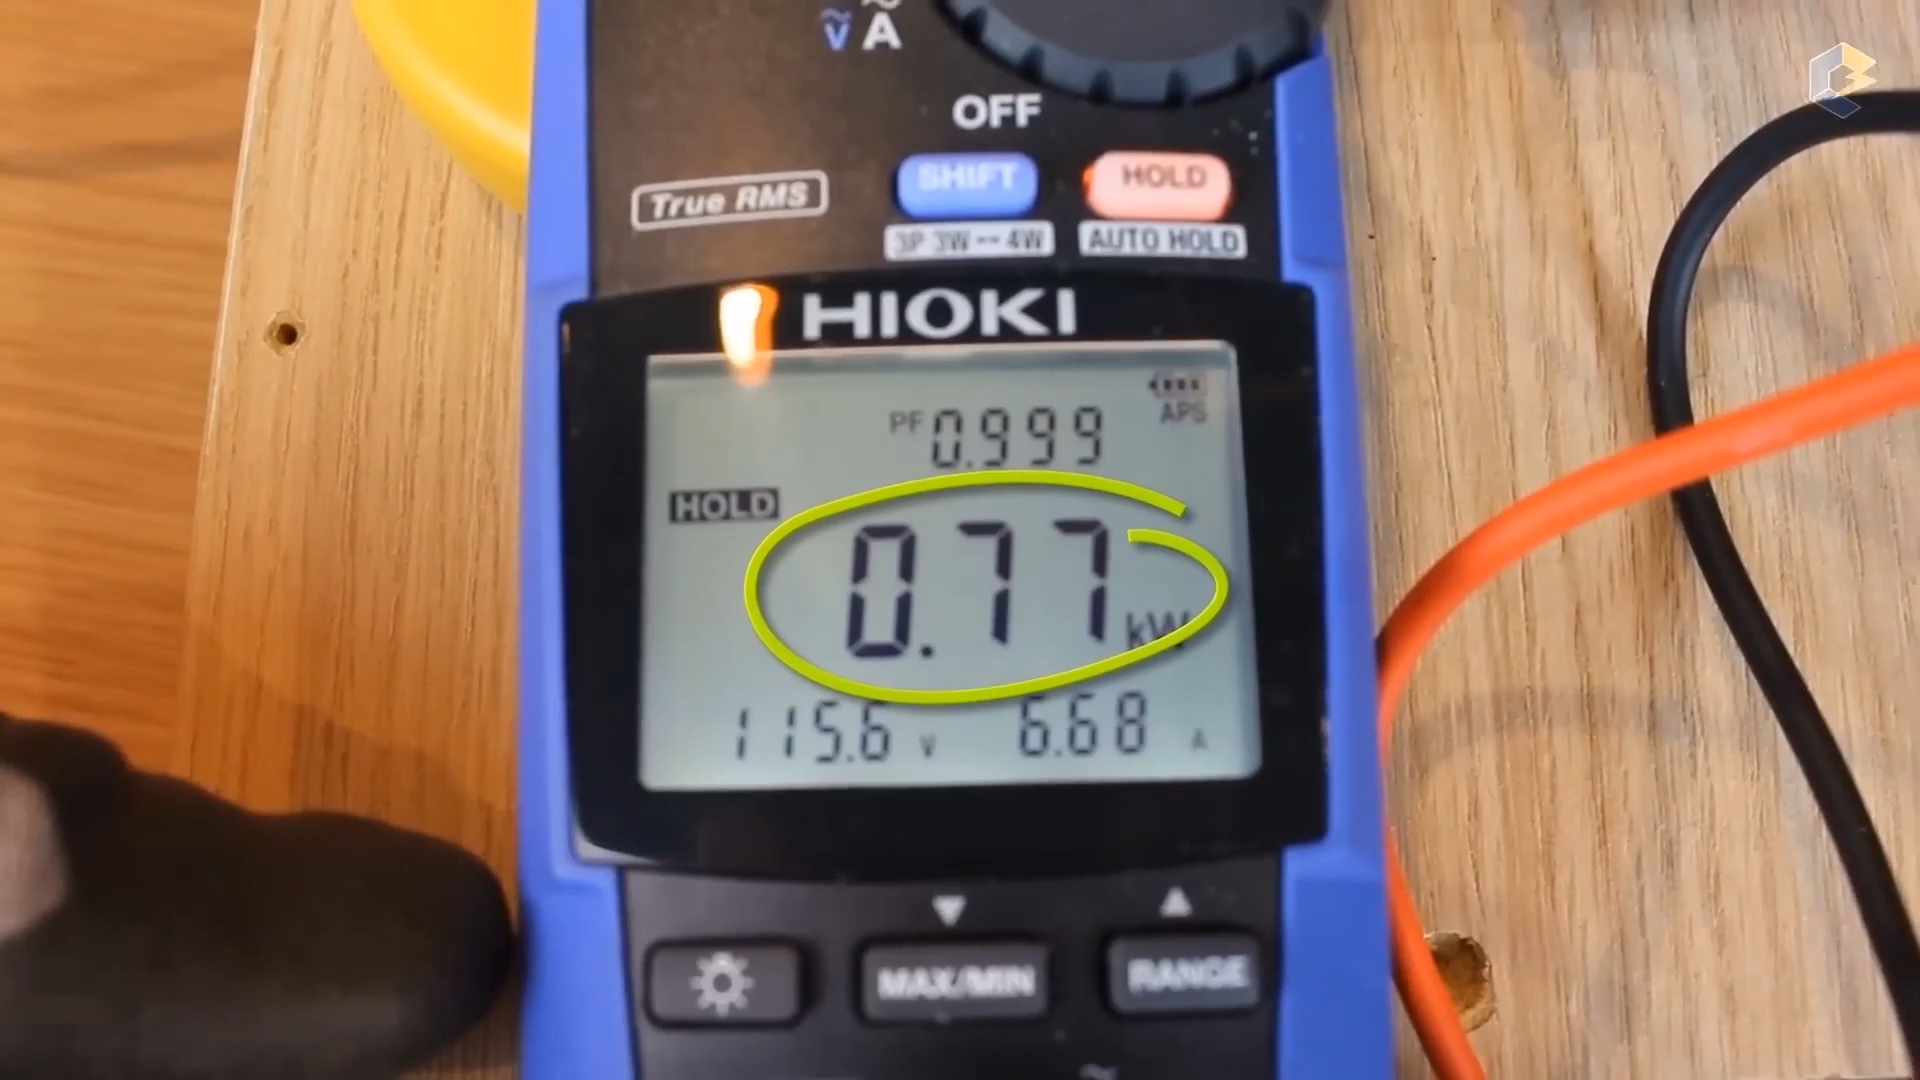 V A
OFF
SHIFT HOLD
True RMS
3P 3W--4W AUTO HOLD
HIOKI
APS
PF 0.999
HOLD
0.77 kW
115.6 V 6.68 A
MAX/MIN RANGE